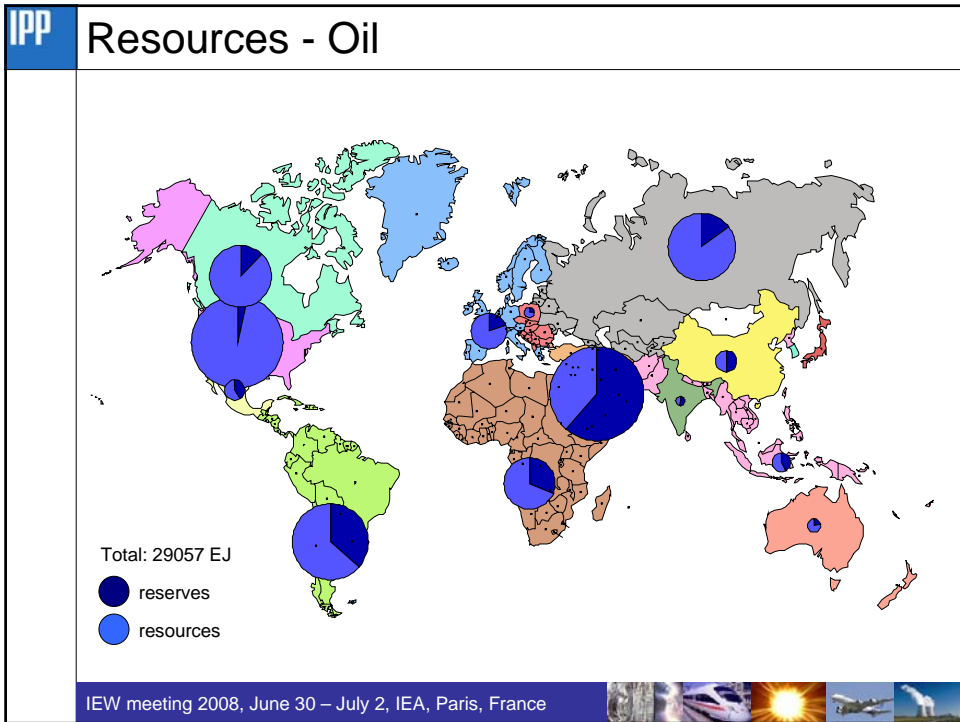 IPP
Resources - Oil
Total: 29057 EJ
reserves
resources
IEW meeting 2008, June 30 – July 2, IEA, Paris, France